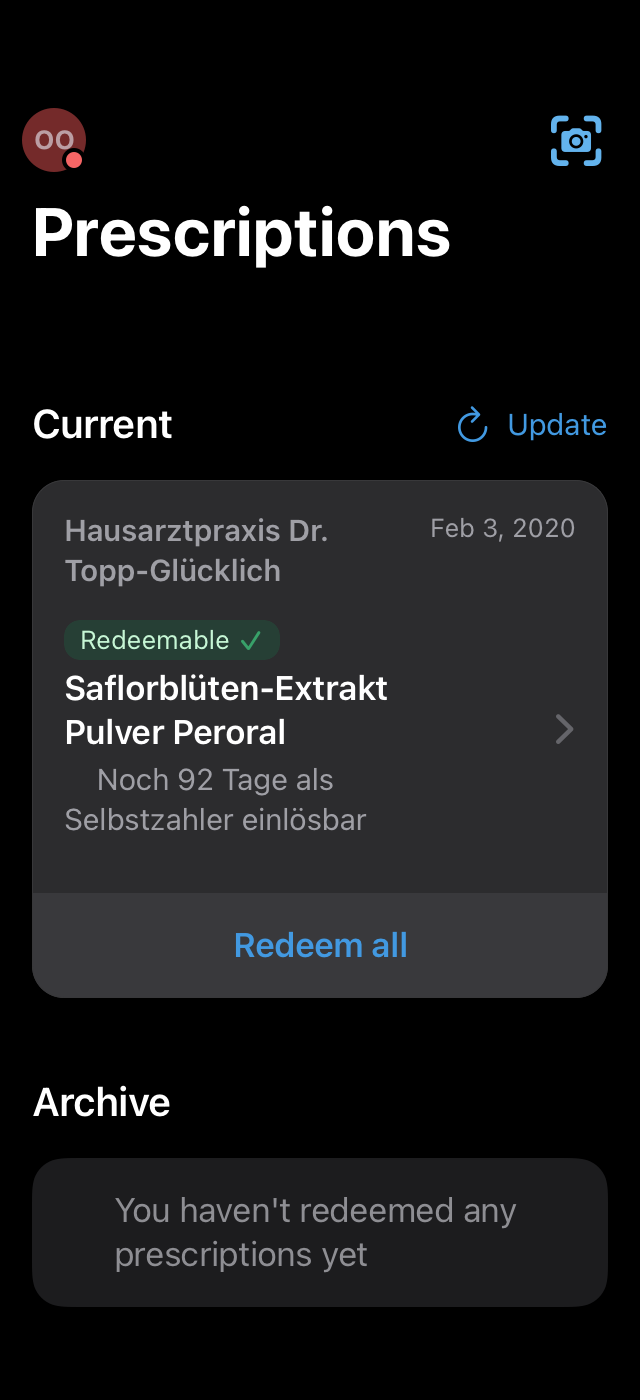 OO
Prescriptions
Current
Update
Hausarztpraxis Dr.
Topp-Glücklich
Feb 3, 2020
Redeemable
Saflorblüten-Extrakt
Pulver Peroral
Noch 92 Tage als
Selbstzahler einlösbar
Redeem all
Archive
You haven't redeemed any
prescriptions yet